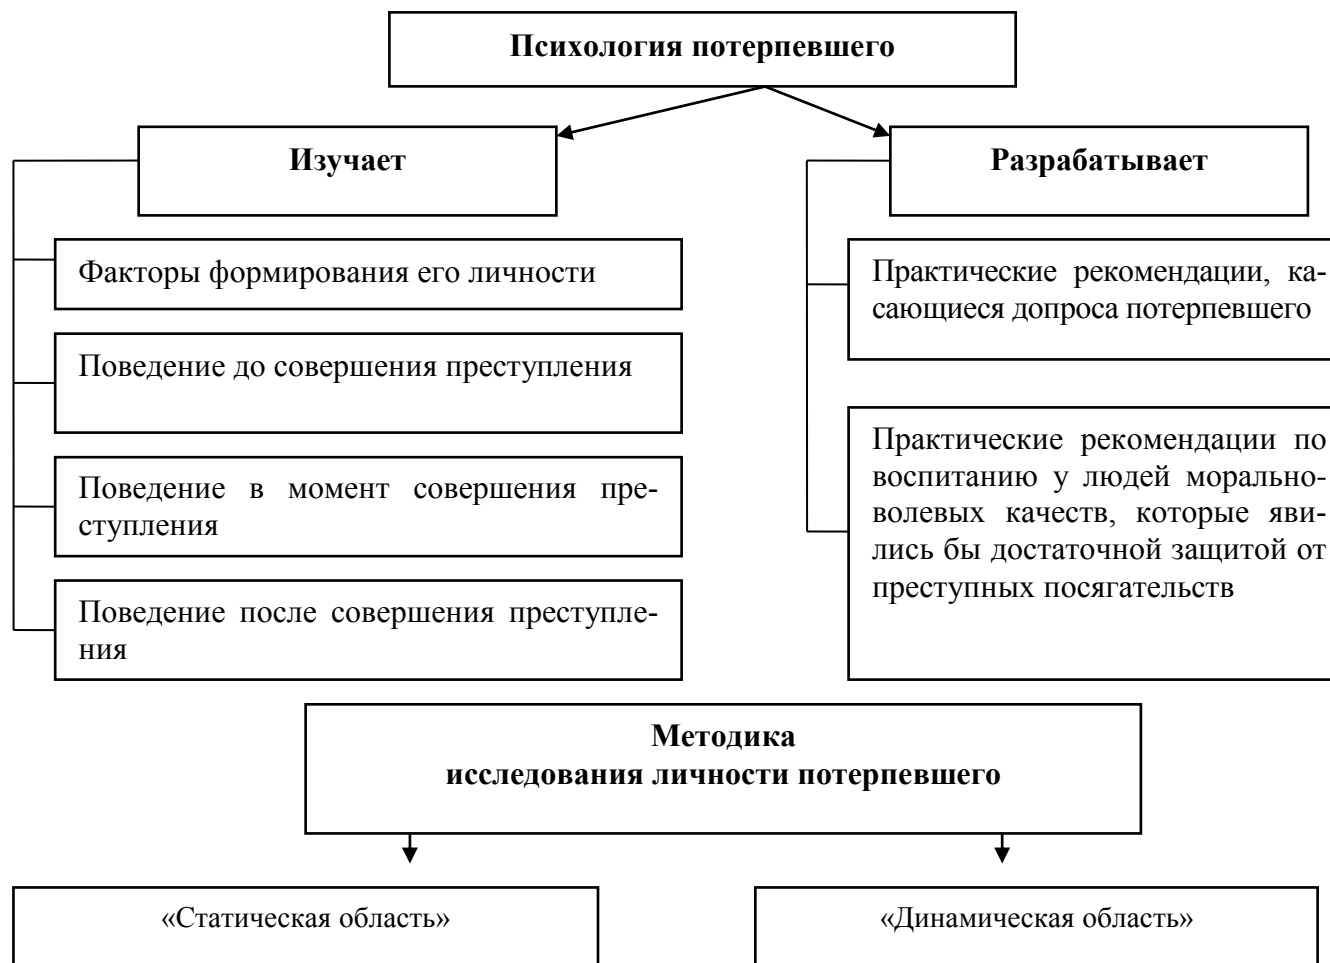 Психология потерпевшего
Изучает
Разрабатывает
Факторы формирования его личности
Поведение до совершения преступления
Поведение в момент совершения пре-
ступления
Поведение после совершения преступле-
ния
Практические рекомендации, ка-
сающиеся допроса потерпевшего
Практические рекомендации по
воспитанию у людей морально-
волевых качеств, которые яви-
лись бы достаточной защитой от
преступных посягательств
Методика
исследования личности потерпевшего
«Статическая область»
«Динамическая область»